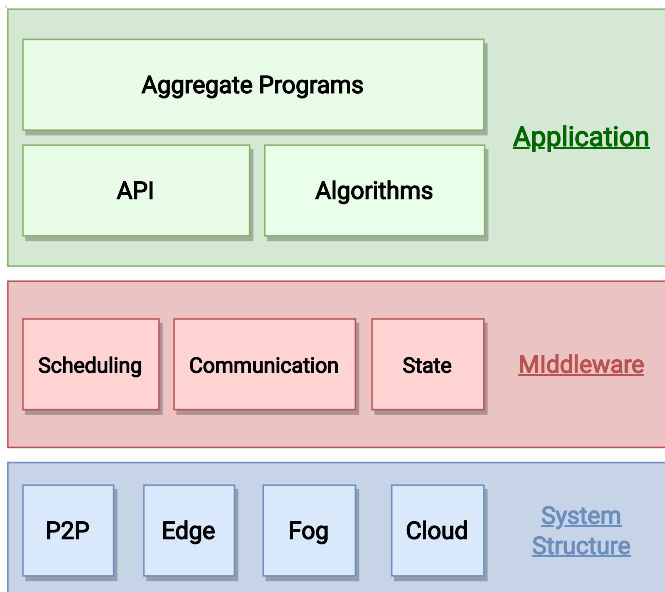 Aggregate Programs
Application
API
Algorithms
Scheduling
Communication
State
MIddleware
P2P
Edge
Fog
Cloud
System
Structure